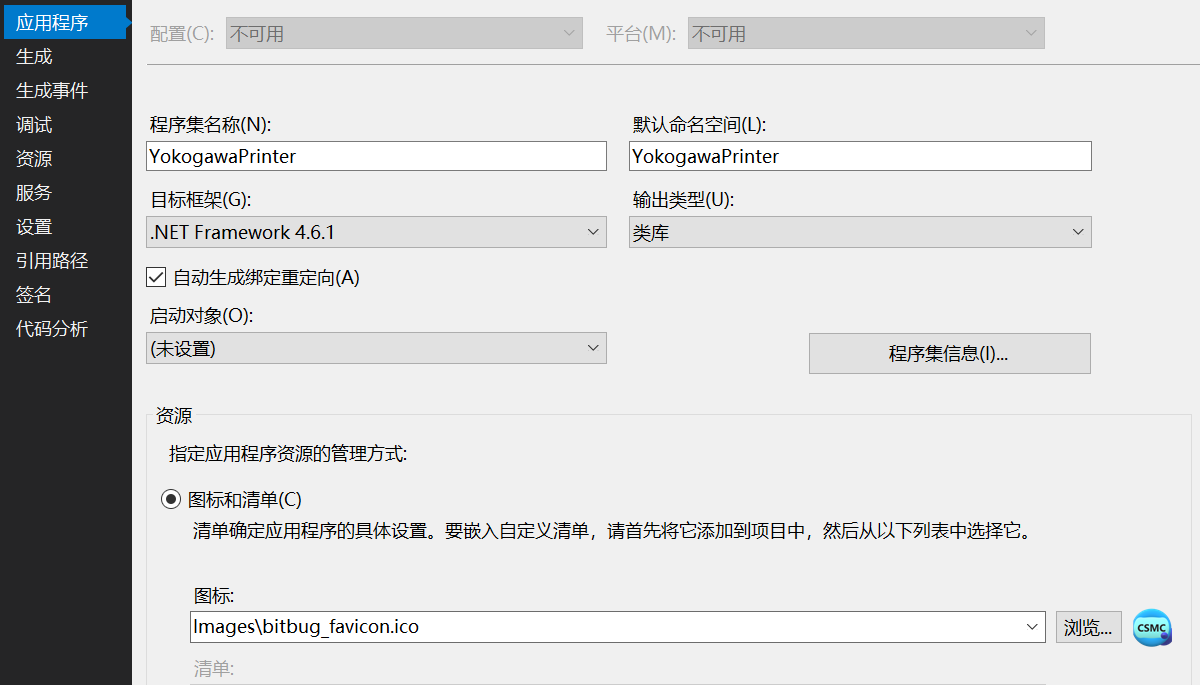 应用程序
生成
生成事件
调试
资源
服务
设置
引用路径
签名
代码分析
配置(C): 不可用 平台(M): 不可用
程序集名称(N): 默认命名空间(L):
YokogawaPrinter YokogawaPrinter
目标框架(G): 输出类型(U):
.NET Framework 4.6.1 类库
自动生成绑定重定向(A)
启动对象(O):
(未设置) 程序集信息(I)...
资源
指定应用程序资源的管理方式:
图标和清单(C)
清单确定应用程序的具体设置。要嵌入自定义清单，请首先将它添加到项目中，然后从以下列表中选择它。
图标:
Images\bitbug_favicon.ico 浏览... CSMC
清单: